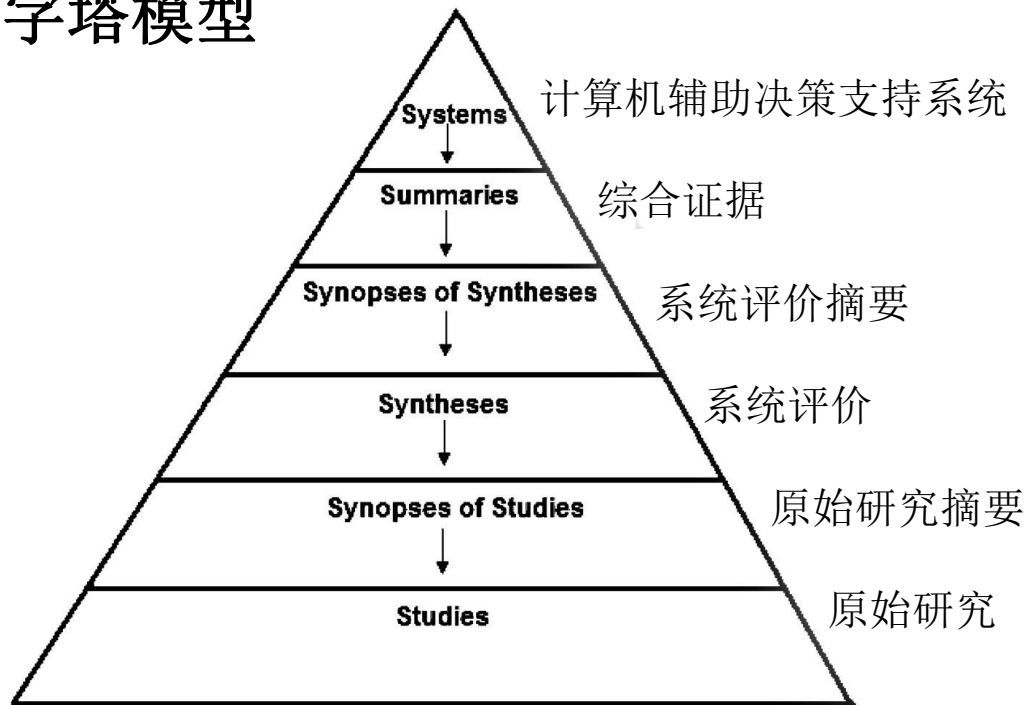 字塔模型
Systems
计算机辅助决策支持系统
Summaries
综合证据
Synopses of Syntheses
系统评价摘要
Syntheses
系统评价
Synopses of Studies
原始研究摘要
Studies
原始研究